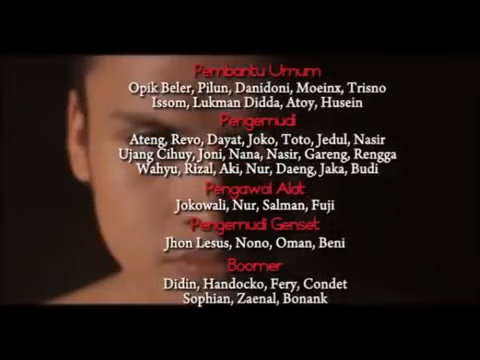 Pembantu Umum
Opik Beler, Pilun, Danidoni, Moeinx, Trisno
Issom, Lukman Didda, Atoy, Husein
Pengemudi
Ateng, Revo, Dayat, Joko, Toto, Jedul, Nasir
Ujang Cihuy, Joni, Nana, Nasir, Gareng, Rengga
Wahyu, Rizal, Aki, Nur, Daeng, Jaka, Budi
Pengawal Alat
Jokowali, Nur, Salman, Fuji
Pengemudi Genset
Jhon Lesus, Nono, Oman, Beni
Boomer
Didin, Handocko, Fery, Condet
Sophian, Zaenal, Bonank